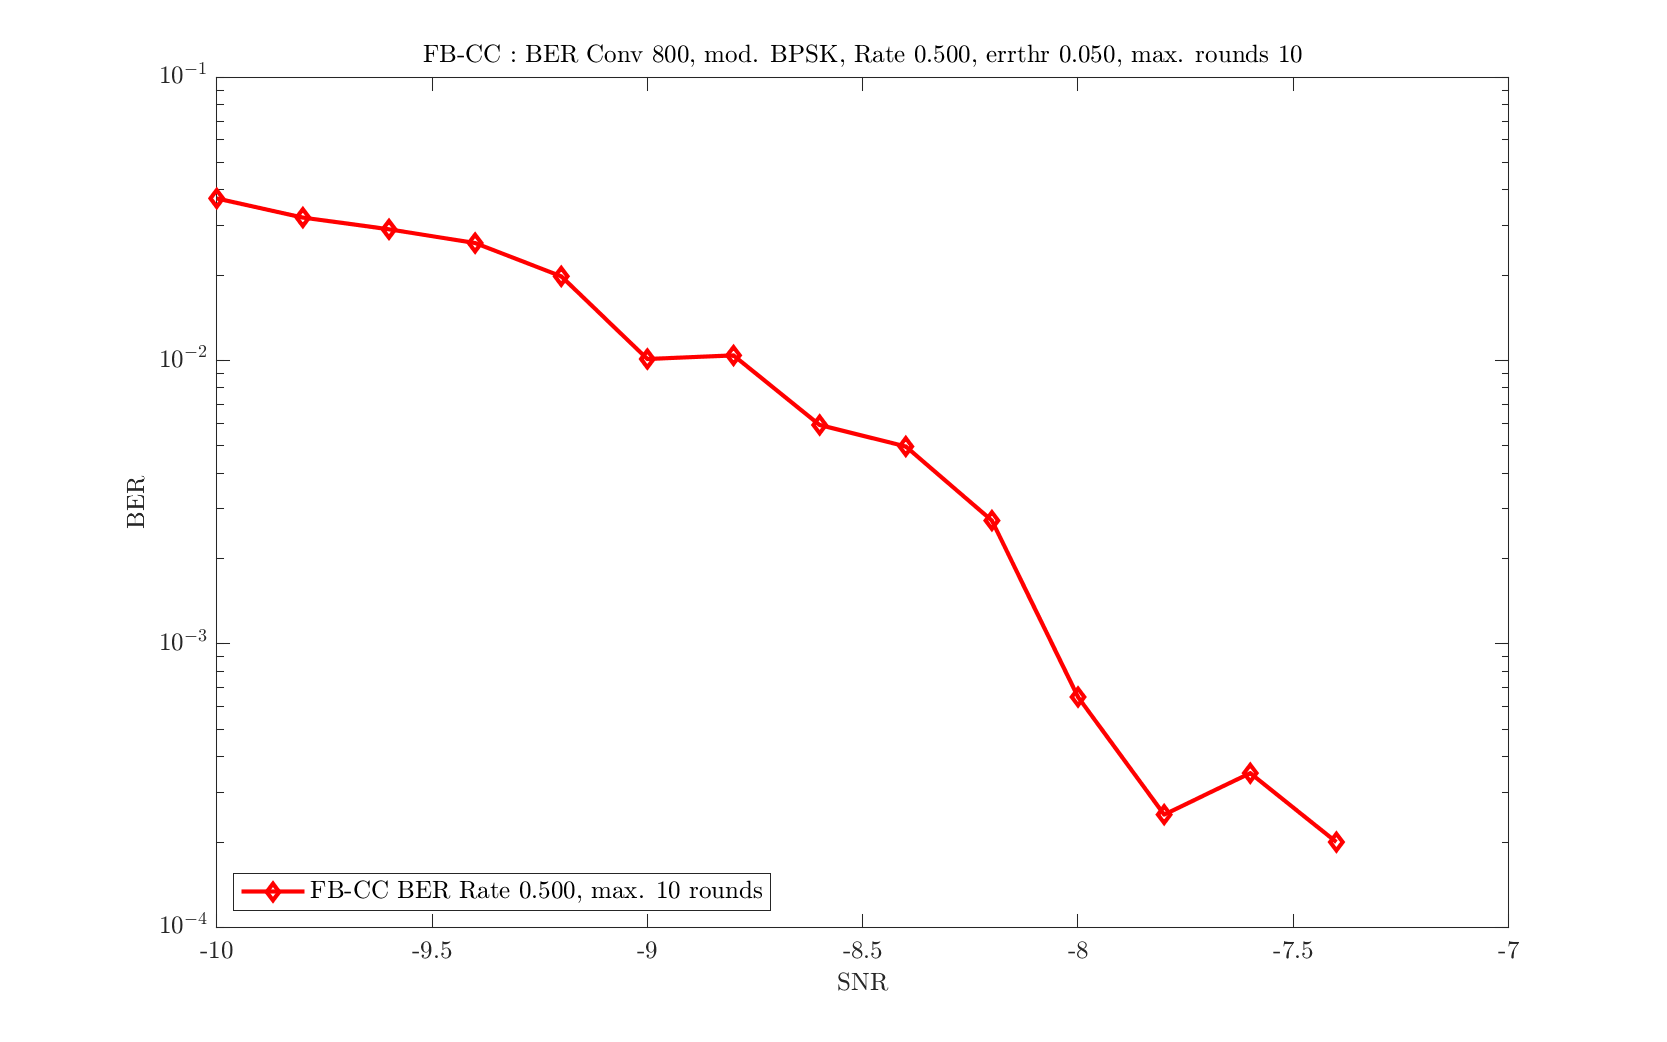 FB-CC : BER Conv 800, mod. BPSK, Rate 0.500, errthr 0.050, max. rounds 10
10⁻¹
10⁻²
10⁻³
10⁻⁴
BER
FB-CC BER Rate 0.500, max. 10 rounds
-10 -9.5 -9 -8.5 -8 -7.5 -7
SNR